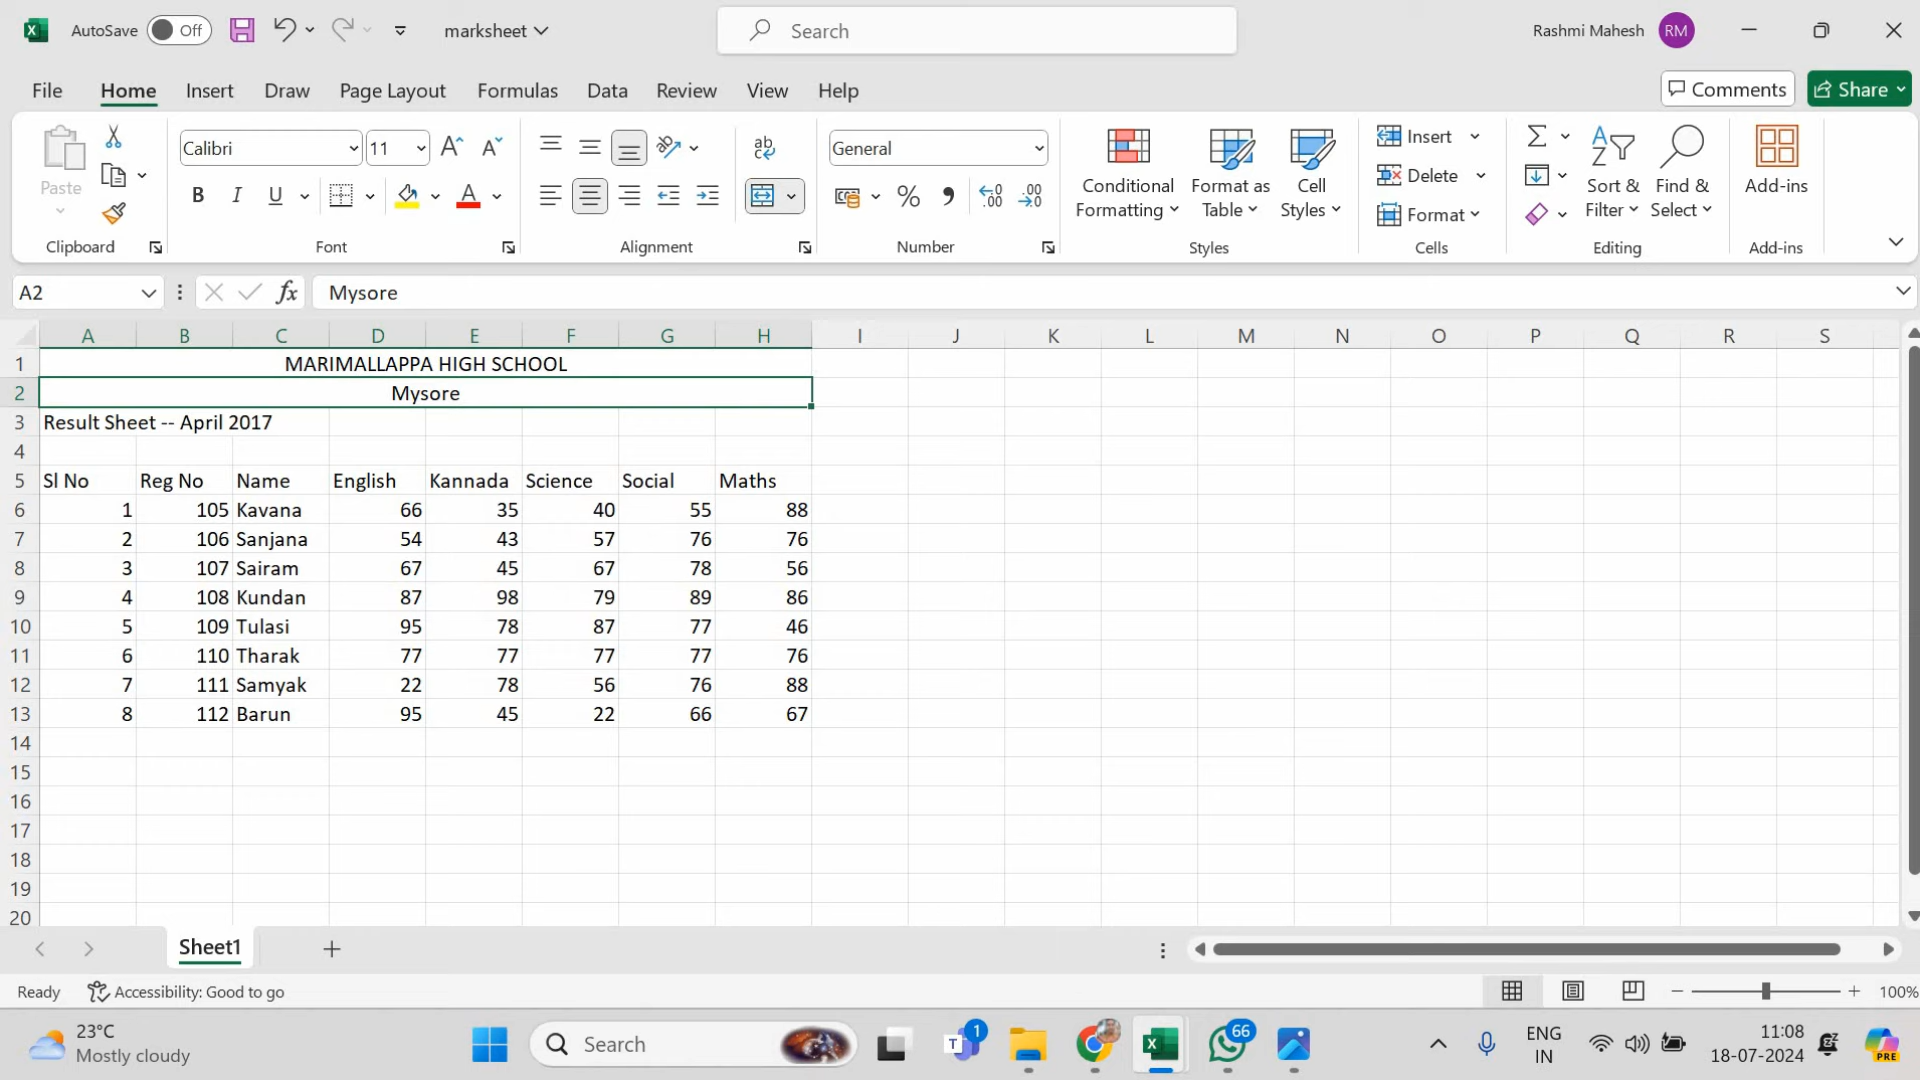 AutoSave Off marksheet Search Rashmi Mahesh RM
File Home Insert Draw Page Layout Formulas Data Review View Help Comments Share
Paste Calibri 11 General Conditional Formatting Format as Table Cell Styles Insert Delete Format Sort & Filter Find & Select Add-ins
Clipboard Font Alignment Number Styles Cells Editing Add-ins
A2 fx Mysore
A B C D E F G H I J K L M N O P Q R S
1 MARIMALLAPPA HIGH SCHOOL
2 Mysore
3 Result Sheet -- April 2017
4
5 Sl No Reg No Name English Kannada Science Social Maths
6 1 105 Kavana 66 35 40 55 88
7 2 106 Sanjana 54 43 57 76 76
8 3 107 Sairam 67 45 67 78 56
9 4 108 Kundan 87 98 79 89 86
10 5 109 Tulasi 95 78 87 77 46
11 6 110 Tharak 77 77 77 77 76
12 7 111 Samyak 22 78 56 76 88
13 8 112 Barun 95 45 22 66 67
14
15
16
17
18
19
20
Sheet1
Ready Accessibility: Good to go 100%
23°C Search 1 66 ENG 11:08
Mostly cloudy IN 18-07-2024 PRE